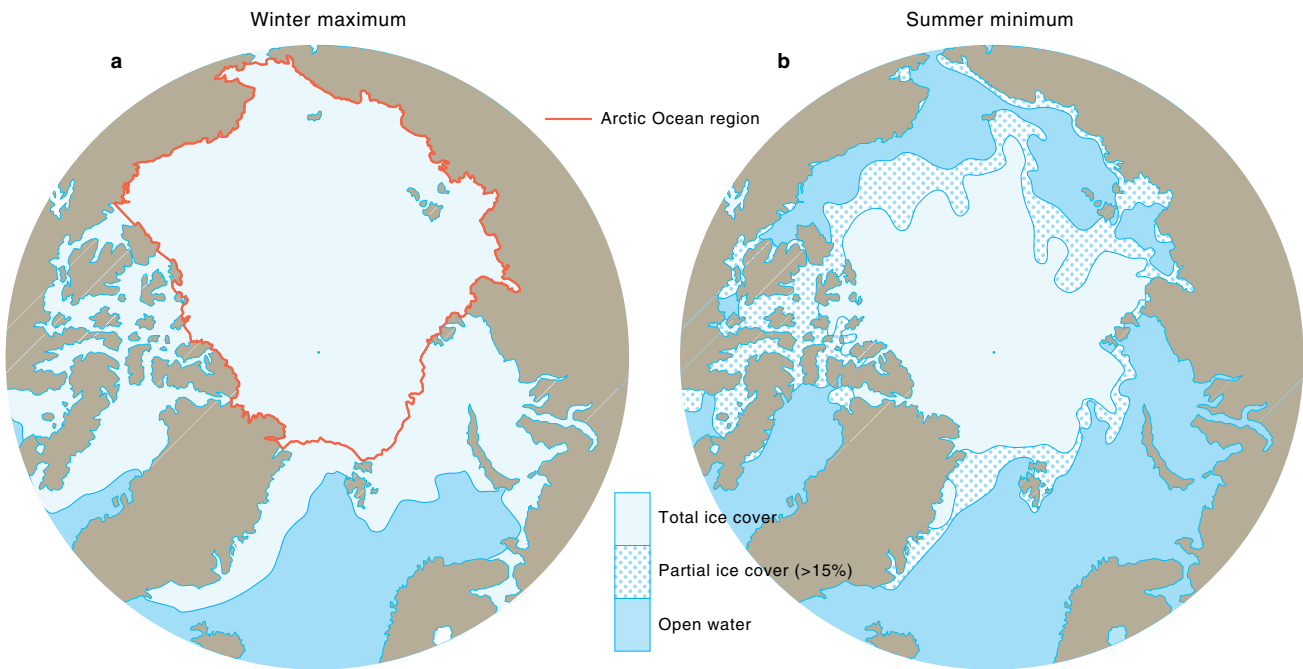 Winter maximum
Summer minimum
a
b
Arctic Ocean region
Total ice cover
Partial ice cover (>15%)
Open water